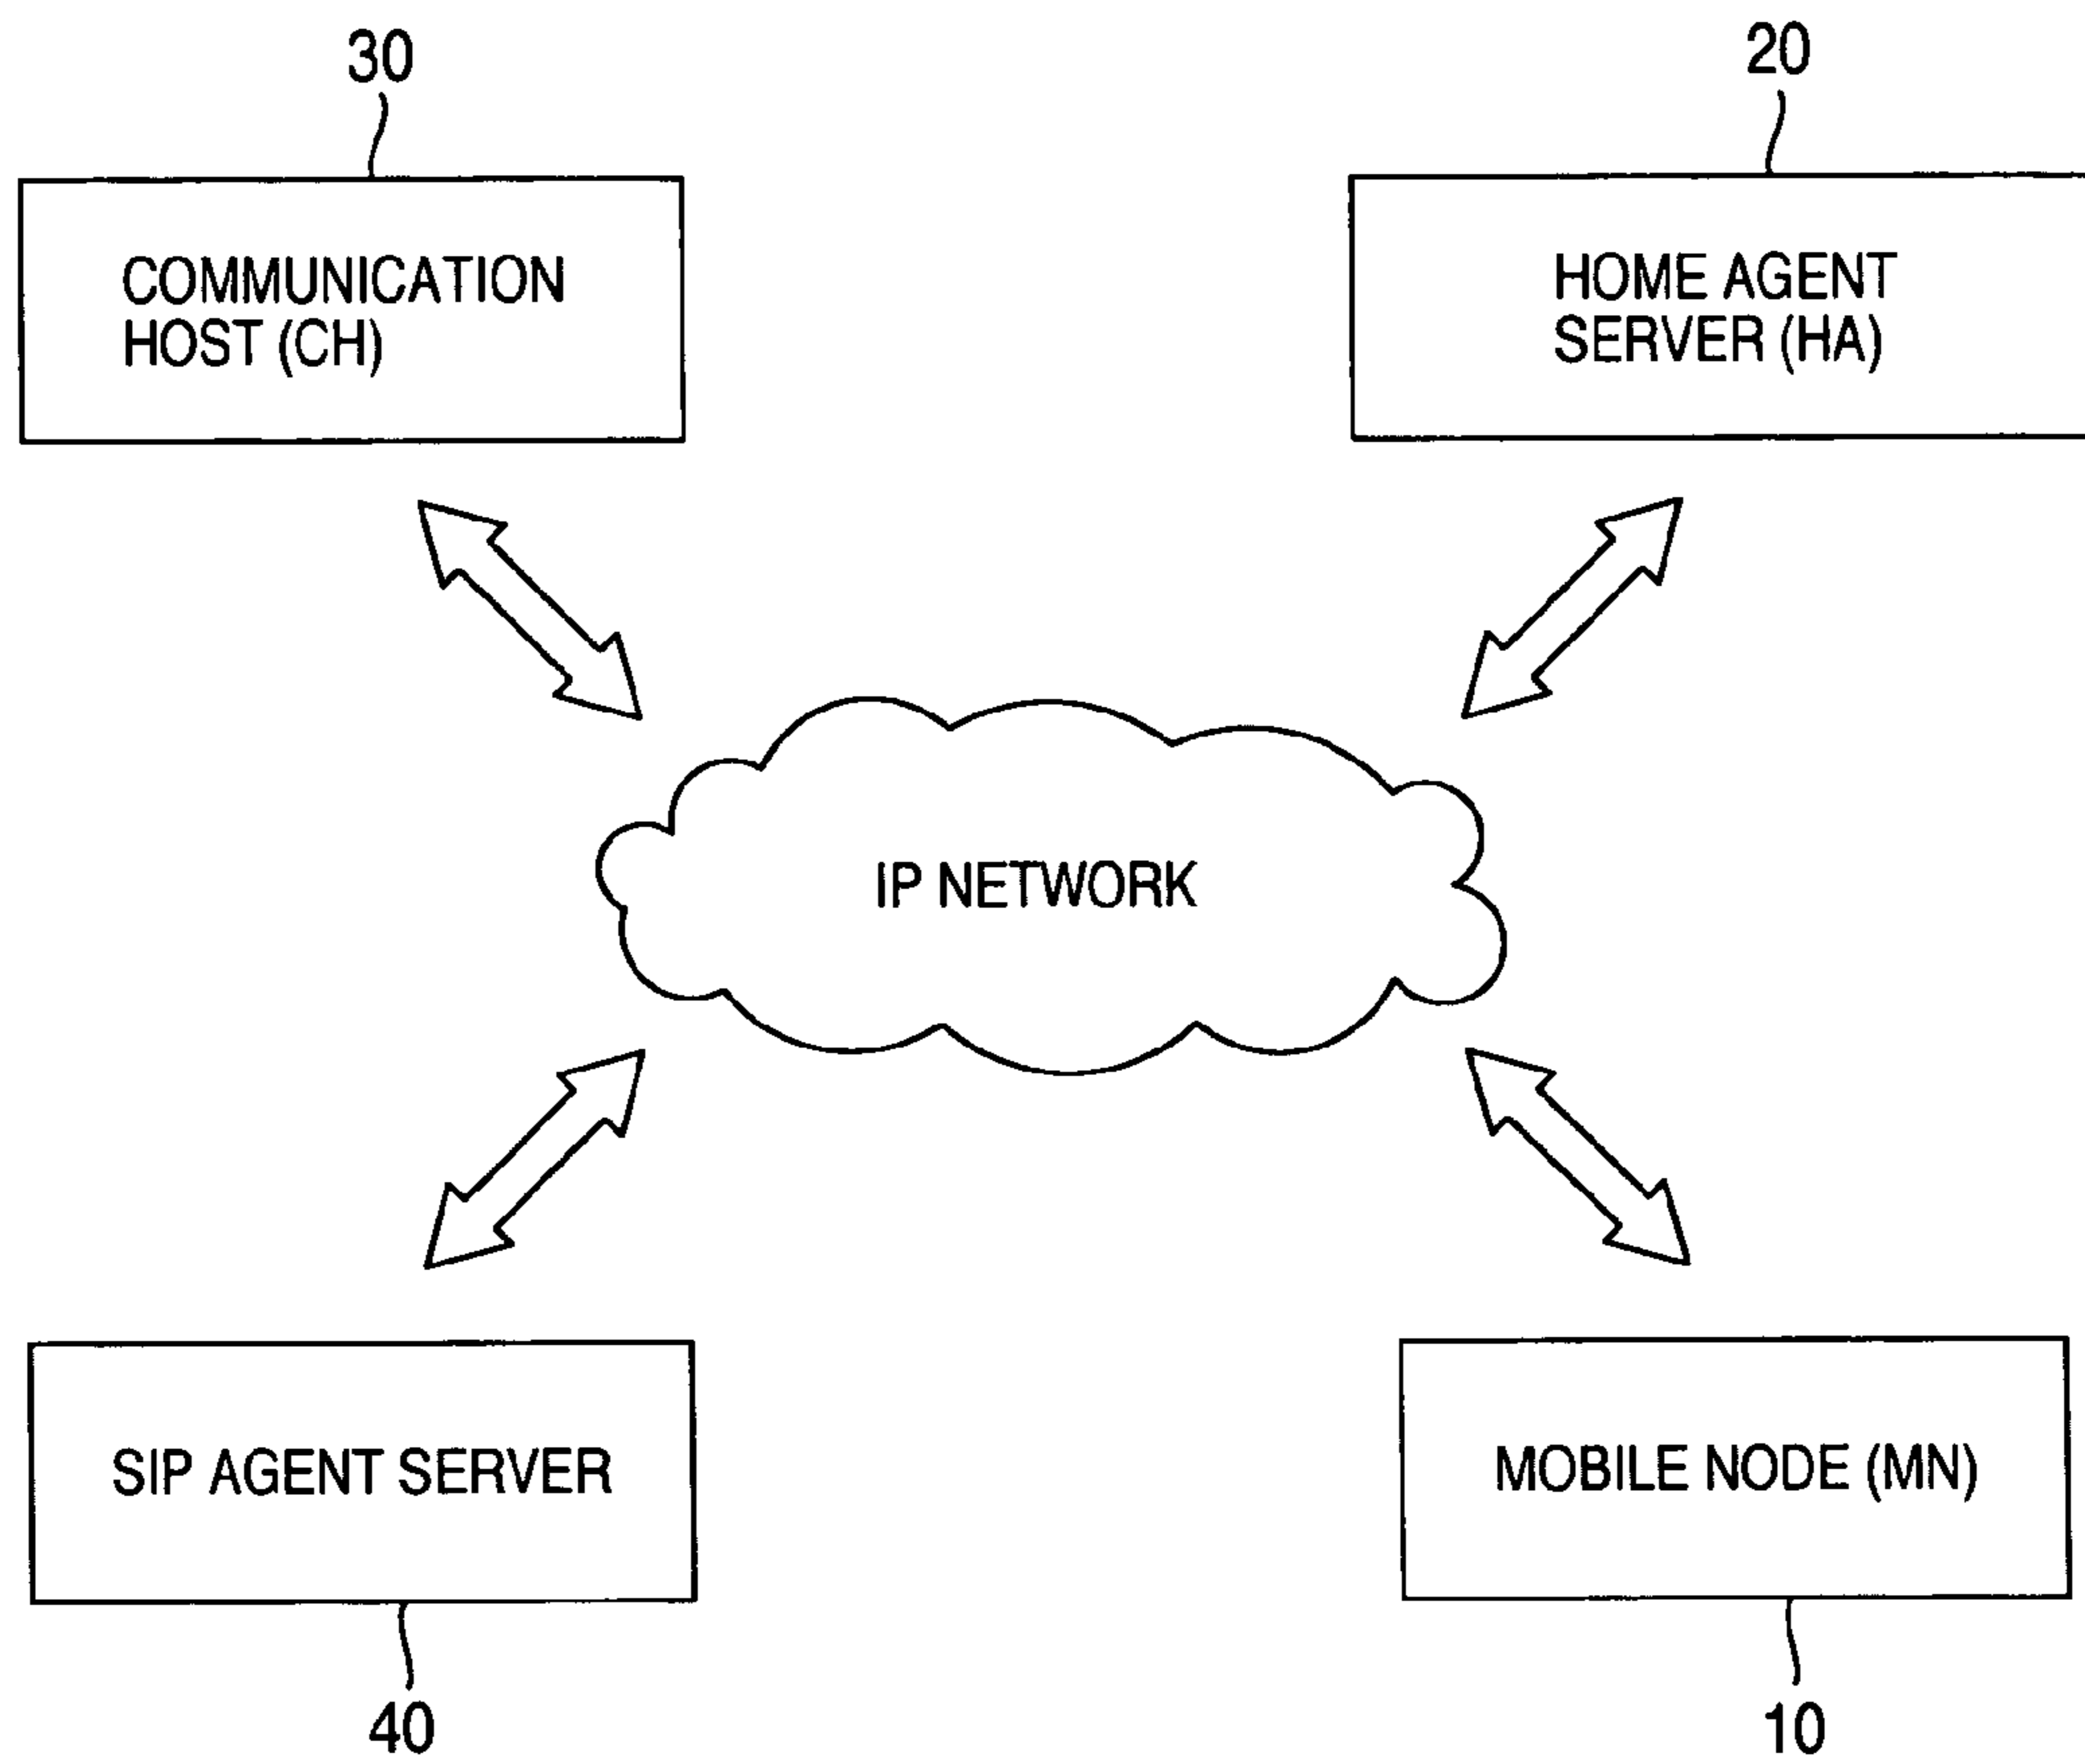 30
20
COMMUNICATION
HOST (CH)
HOME AGENT
SERVER (HA)
IP NETWORK
SIP AGENT SERVER
MOBILE NODE (MN)
40
10